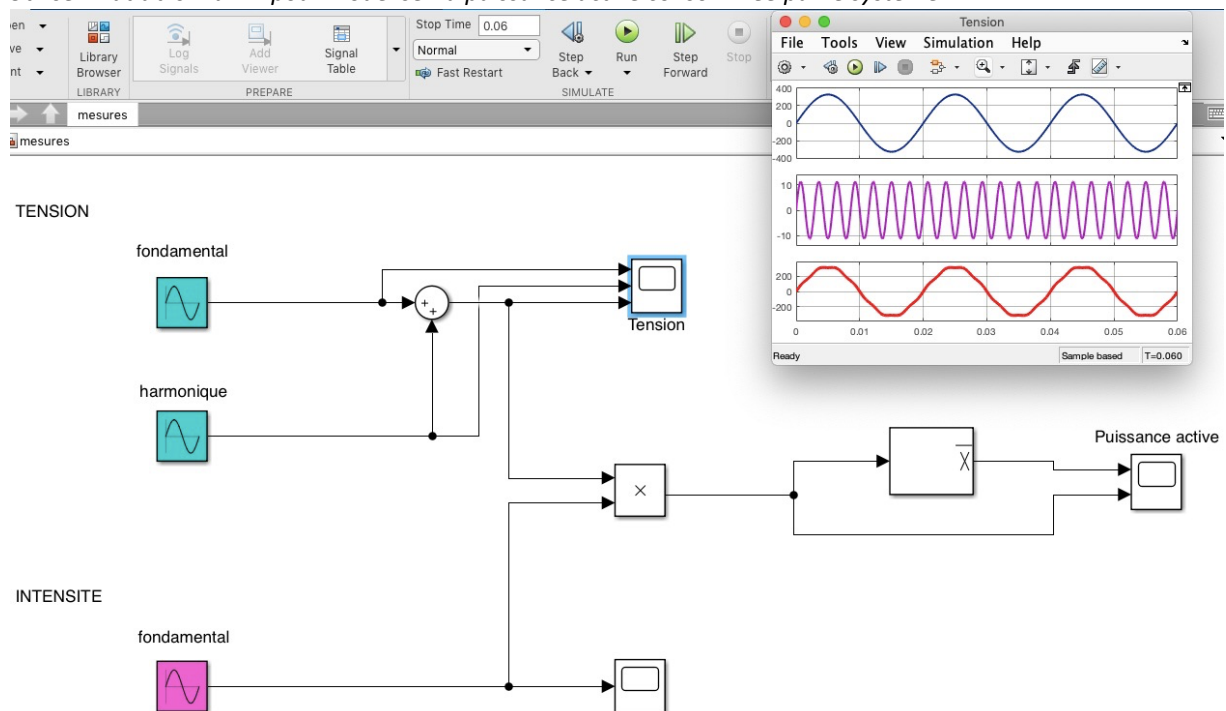 Stop Time 0.06
Library Browser
Log Signals
Add Viewer
Signal Table
Normal
Fast Restart
Step Back
Run
Step Forward
Stop
LIBRARY
PREPARE
SIMULATE
mesures
mesures
Tension
File Tools View Simulation Help
400
200
0
-200
-400
10
0
-10
200
0
-200
0 0.01 0.02 0.03 0.04 0.05 0.06
Ready Sample based T=0.060
TENSION
fondamental
Tension
harmonique
Puissance active
INTENSITE
fondamental